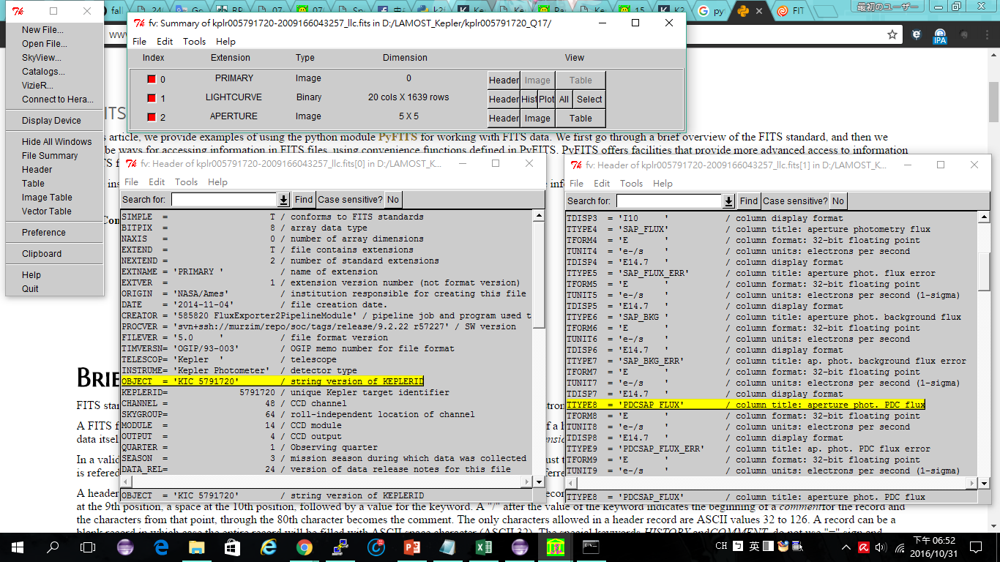 最初のユーザー
fv: Summary of kplr005791720-2009166043257_llc.fits in D:/LAMOST_Kepler/kplr005791720_Q17/
File Edit Tools Help
Index Extension Type Dimension View
0 PRIMARY Image 0 Header Image Table
1 LIGHTCURVE Binary 20 cols X 1639 rows Header Hist Plot All Select
2 APERTURE Image 5 X 5 Header Image Table
New File...
Open File...
SkyView...
Catalogs...
VizieR...
Connect to Hera...
Display Device
Hide All Windows
File Summary
Header
Table
Image Table
Vector Table
Preference
Clipboard
Help
Quit
article, we provide examples of using the python module PyFITS for working with FITS data. We first go through a brief overview of the FITS standard, and then we
be ways for accessing information in FITS files, using convenience functions defined in PyFITS. PyFITS offers facilities that provide more advanced access to information
fv: Header of kplr005791720-2009166043257_llc.fits[0] in D:/LAMOST_K...
File Edit Tools Help
Search for: Find Case sensitive? No
SIMPLE = T / conforms to FITS standards
BITPIX = 8 / array data type
NAXIS = 0 / number of array dimensions
EXTEND = T / file contains extensions
NEXTEND = 2 / number of standard extensions
EXTNAME = 'PRIMARY ' / name of extension
EXTVER = 1 / extension version number (not format version)
ORIGIN = 'NASA/Ames' / institution responsible for creating this file
DATE = '2014-11-04' / file creation date.
CREATOR = '585820 FluxExporter2PipelineModule' / pipeline job and program used t
PROCVER = 'svn+ssh://murzim/repo/soc/tags/release/9.2.22 r57227' / SW version
FILEVER = '5.0 ' / file format version
TIMVERSN= 'OGIP/93-003' / OGIP memo number for file format
TELESCOP= 'Kepler ' / telescope
INSTRUME= 'Kepler Photometer' / detector type
OBJECT = 'KIC 5791720' / string version of KEPLERID
KEPLERID= 5791720 / unique Kepler target identifier
CHANNEL = 48 / CCD channel
SKYGROUP= 64 / roll-independent location of channel
MODULE = 14 / CCD module
OUTPUT = 4 / CCD output
QUARTER = 1 / Observing quarter
SEASON = 3 / mission season during which data was collected
DATA_REL= 24 / version of data release notes for this file
OBJECT = 'KIC 5791720' / string version of KEPLERID
fv: Header of kplr005791720-2009166043257_llc.fits[1] in D:/LAMOST_K...
File Edit Tools Help
Search for: Find Case sensitive? No
TDISP3 = 'I10 ' / column display format
TTYPE4 = 'SAP_FLUX' / column title: aperture photometry flux
TFORM4 = 'E ' / column format: 32-bit floating point
TUNIT4 = 'e-/s ' / column units: electrons per second
TDISP4 = 'E14.7 ' / column display format
TTYPE5 = 'SAP_FLUX_ERR' / column title: aperture phot. flux error
TFORM5 = 'E ' / column format: 32-bit floating point
TUNIT5 = 'e-/s ' / column units: electrons per second (1-sigma)
TDISP5 = 'E14.7 ' / column display format
TTYPE6 = 'SAP_BKG ' / column title: aperture phot. background flux
TFORM6 = 'E ' / column format: 32-bit floating point
TUNIT6 = 'e-/s ' / column units: electrons per second
TDISP6 = 'E14.7 ' / column display format
TTYPE7 = 'SAP_BKG_ERR' / column title: ap. phot. background flux error
TFORM7 = 'E ' / column format: 32-bit floating point
TUNIT7 = 'e-/s ' / column units: electrons per second (1-sigma)
TDISP7 = 'E14.7 ' / column display format
TTYPE8 = 'PDCSAP_FLUX' / column title: aperture phot. PDC flux
TFORM8 = 'E ' / column format: 32-bit floating point
TUNIT8 = 'e-/s ' / column units: electrons per second
TDISP8 = 'E14.7 ' / column display format
TTYPE9 = 'PDCSAP_FLUX_ERR' / column title: ap. phot. PDC flux error
TFORM9 = 'E ' / column format: 32-bit floating point
TUNIT9 = 'e-/s ' / column units: electrons per second (1-sigma)
TTYPE8 = 'PDCSAP_FLUX' / column title: aperture phot. PDC flux
BRIE
FITS stan
A FITS f
data itsel
In a valid
is refered
A header
at the 9th position, a space at the 10th position, followed by a value for the keyword. A "/" after the value of the keyword indicates the beginning of a commentfor the record and
the characters from that point, through the 80th character becomes the comment. The only characters allowed in a header record are ASCII values 32 to 126. A record can be a
blank record in which case the entire record will be filled with ASCII space character (ASCII 32). The special keywords HISTORY andCOMMENT, do not use "=" sign and
CH 英 下午 06:52
2016/10/31